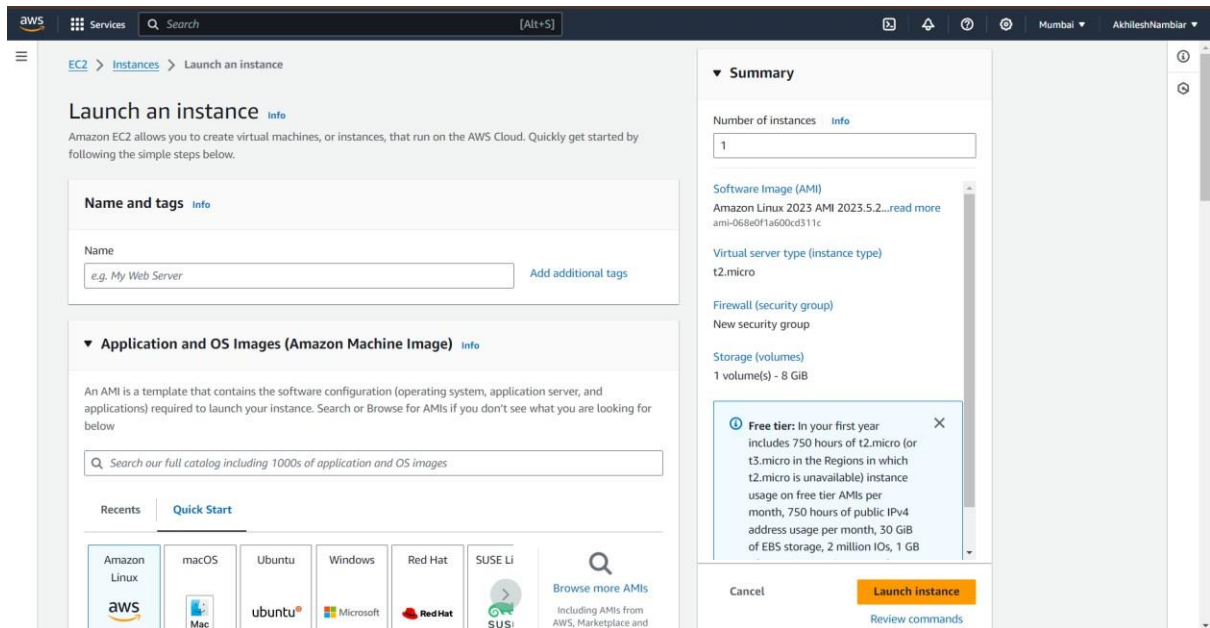 aws
Services
Search
[Alt+S]
Mumbai
AkhileshNambiar
EC2 > Instances > Launch an instance
Launch an instance Info
Amazon EC2 allows you to create virtual machines, or instances, that run on the AWS Cloud. Quickly get started by
following the simple steps below.
Name and tags Info
Name
e.g. My Web Server
Add additional tags
Application and OS Images (Amazon Machine Image) Info
An AMI is a template that contains the software configuration (operating system, application server, and
applications) required to launch your instance. Search or Browse for AMIs if you don't see what you are looking for
below
Search our full catalog including 1000s of application and OS images
Recents
Quick Start
Amazon
Linux
aws
macOS
Mac
Ubuntu
ubuntu
Windows
Microsoft
Red Hat
RedHat
SUSE Li
SUS
Browse more AMIs
Including AMIs from
AWS, Marketplace and
Summary
Number of instances Info
1
Software Image (AMI)
Amazon Linux 2023 AMI 2023.5.2...read more
ami-068e0f1a600cd311c
Virtual server type (instance type)
t2.micro
Firewall (security group)
New security group
Storage (volumes)
1 volume(s) - 8 GiB
Free tier: In your first year
includes 750 hours of t2.micro (or
t3.micro in the Regions in which
t2.micro is unavailable) instance
usage on free tier AMIs per
month, 750 hours of public IPv4
address usage per month, 30 GiB
of EBS storage, 2 million IOs, 1 GB
Cancel
Launch instance
Review commands